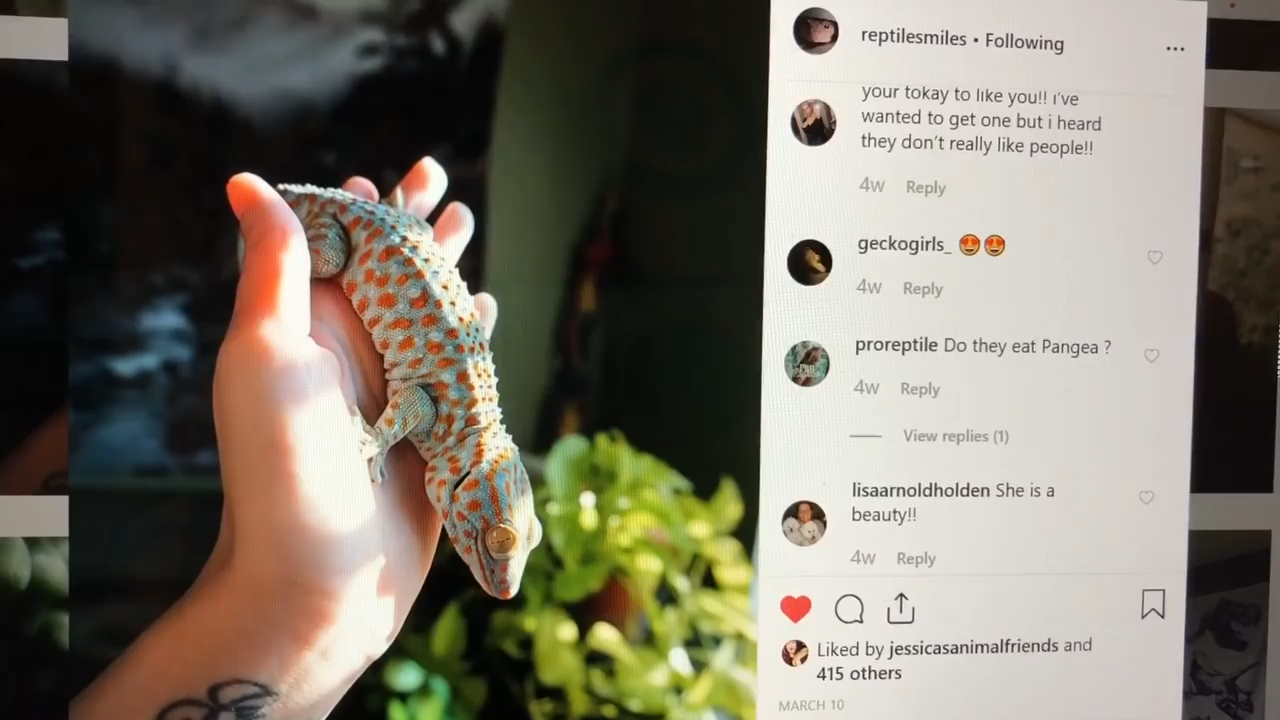 reptilesmiles • Following
your tokay to like you!! i've
wanted to get one but i heard
they don't really like people!!
4w Reply
geckogirls_ 😍😍
4w Reply
proreptile Do they eat Pangea ?
4w Reply
View replies (1)
lisaarnoldholden She is a
beauty!!
4w Reply
Liked by jessicasanimalfriends and
415 others
MARCH 10